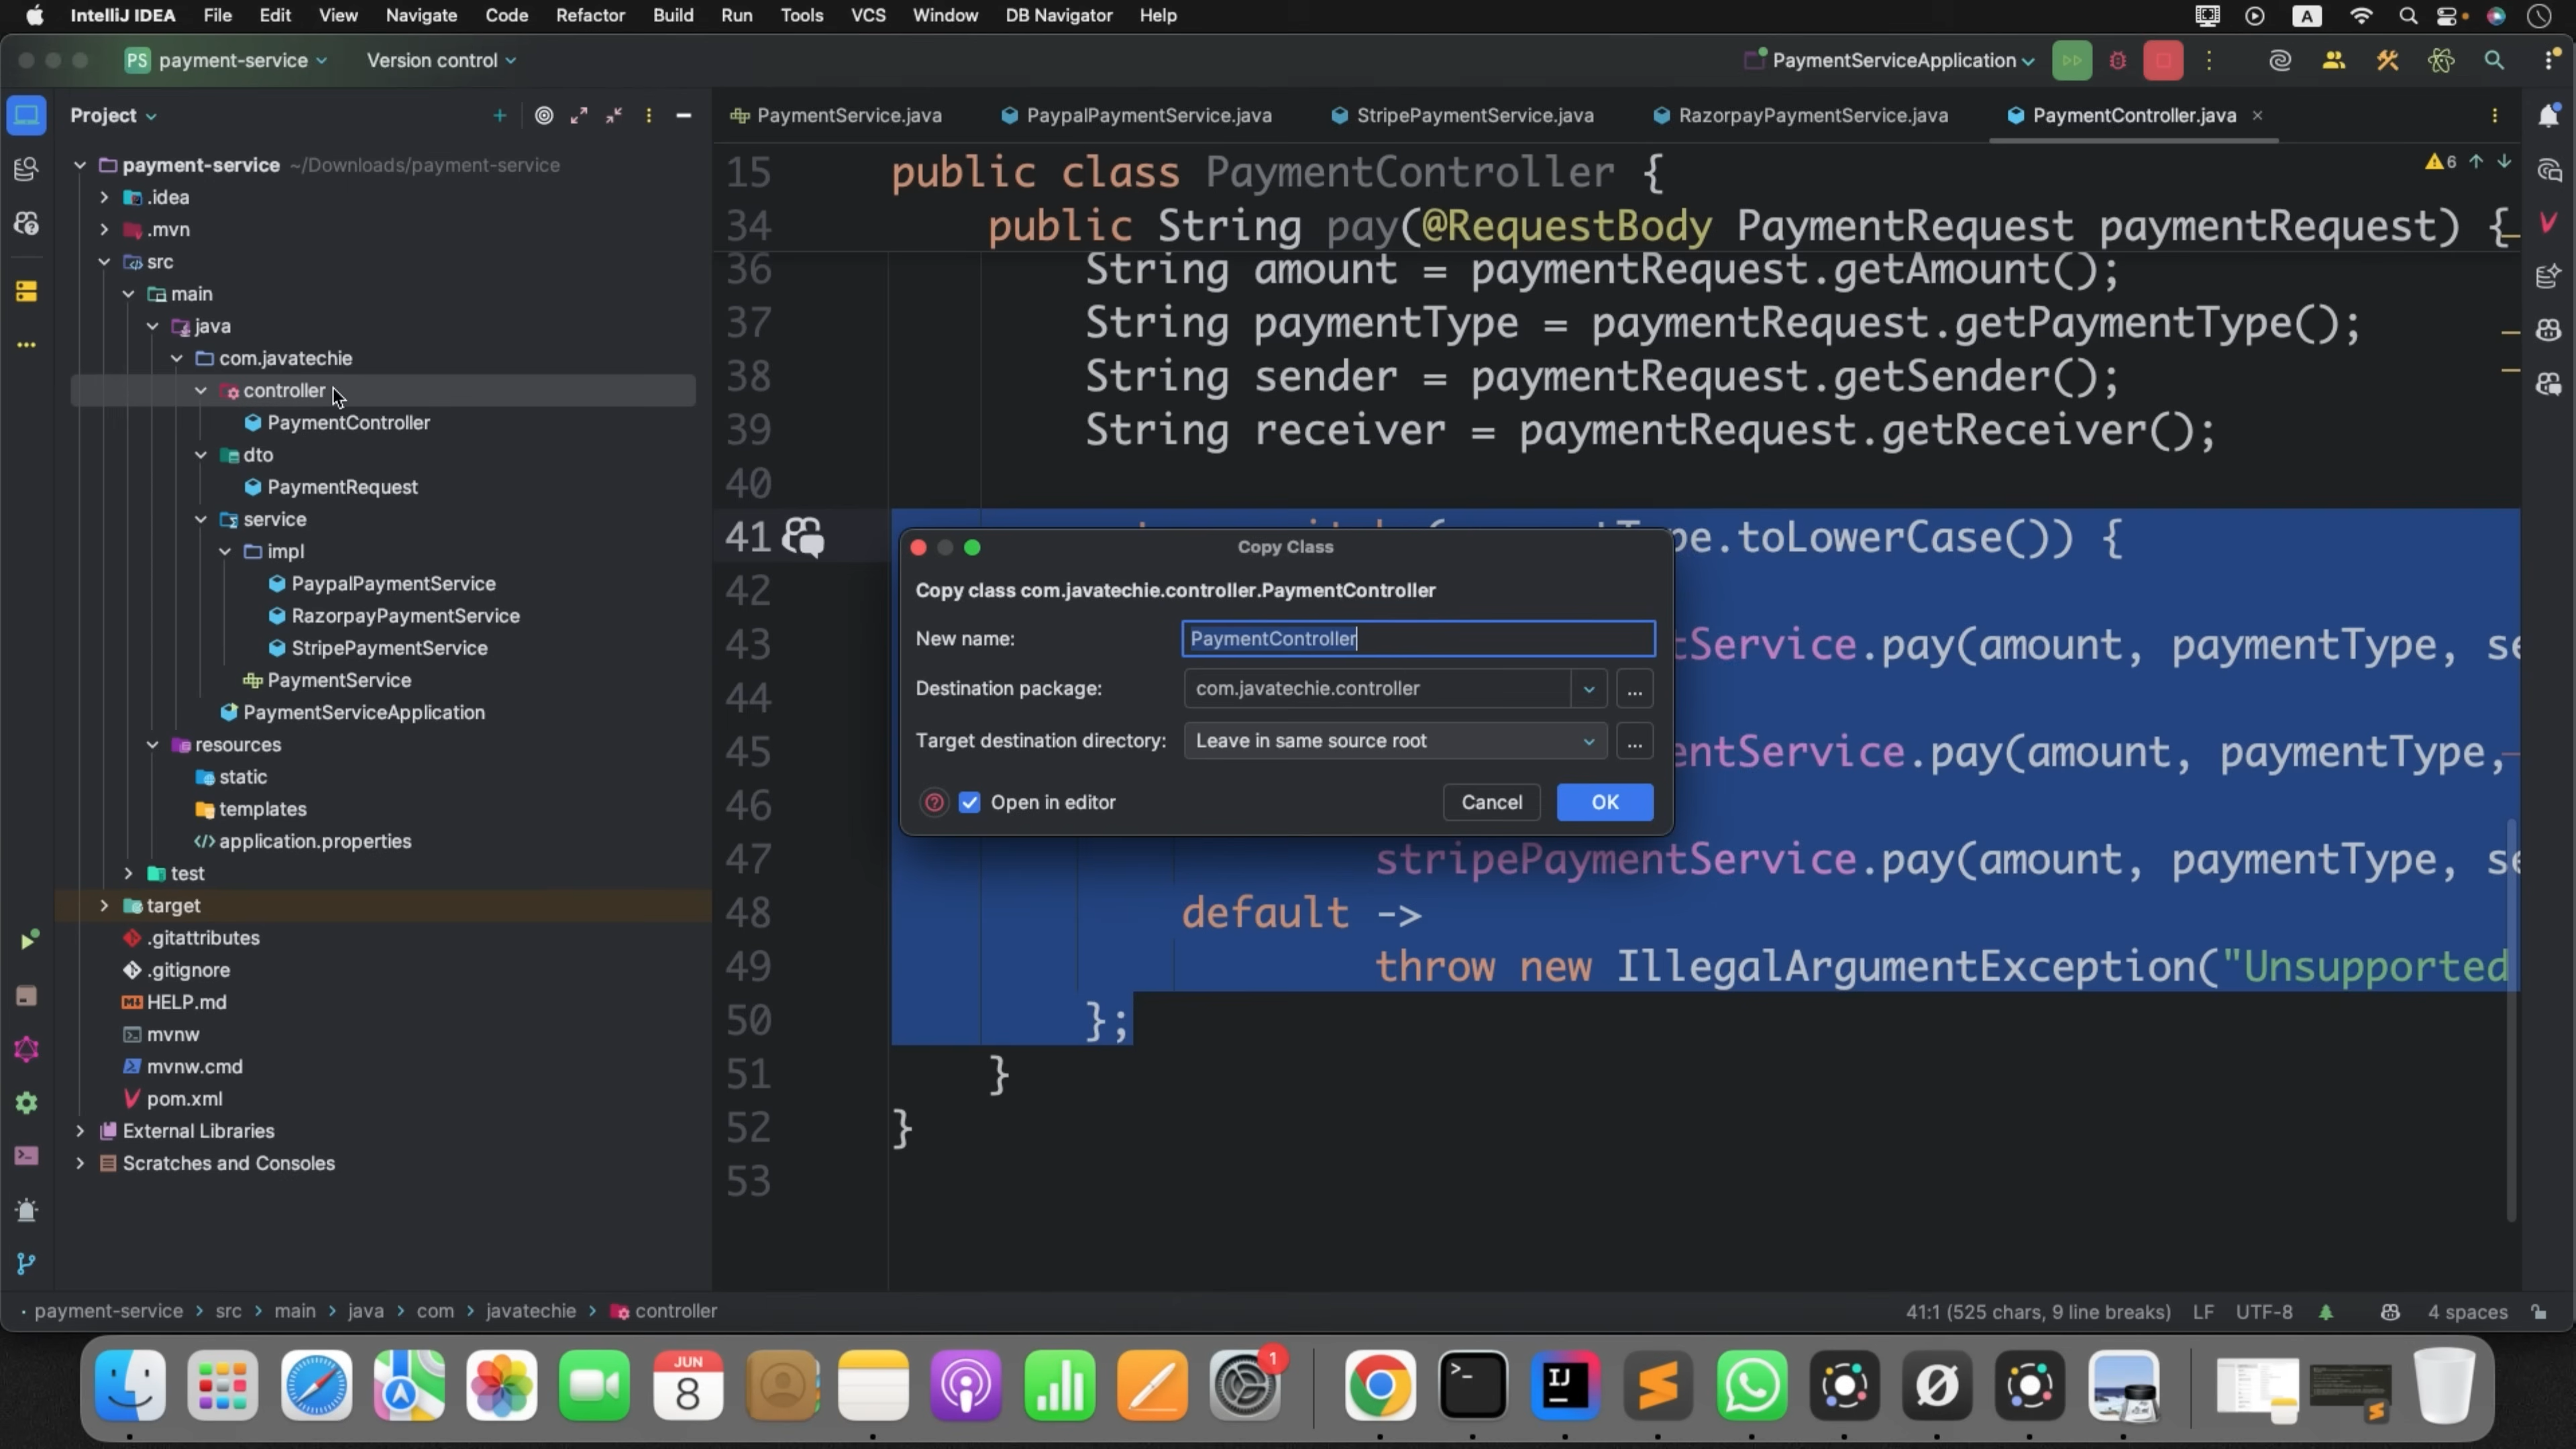 IntelliJ IDEA File Edit View Navigate Code Refactor Build Run Tools VCS Window DB Navigator Help A
PS payment-service Version control PaymentServiceApplication
Project
PaymentService.java PaypalPaymentService.java StripePaymentService.java RazorpayPaymentService.java PaymentController.java
payment-service ~/Downloads/payment-service
.idea
.mvn
src
main
java
com.javatechie
controller
PaymentController
dto
PaymentRequest
service
impl
PaypalPaymentService
RazorpayPaymentService
StripePaymentService
PaymentService
PaymentServiceApplication
resources
static
templates
application.properties
test
target
.gitattributes
.gitignore
HELP.md
mvnw
mvnw.cmd
pom.xml
External Libraries
Scratches and Consoles
6
15 public class PaymentController {
34 public String pay(@RequestBody PaymentRequest paymentRequest) {
36 String amount = paymentRequest.getAmount();
37 String paymentType = paymentRequest.getPaymentType();
38 String sender = paymentRequest.getSender();
39 String receiver = paymentRequest.getReceiver();
40
41 pe.toLowerCase()) {
42
43 tService.pay(amount, paymentType, se
44
45 entService.pay(amount, paymentType,
46
47 stripePaymentService.pay(amount, paymentType, se
48 default ->
49 throw new IllegalArgumentException("Unsupported
50 };
51 }
52 }
53
Copy Class
Copy class com.javatechie.controller.PaymentController
New name: PaymentController
Destination package: com.javatechie.controller ...
Target destination directory: Leave in same source root ...
? Open in editor Cancel OK
payment-service > src > main > java > com > javatechie > controller 41:1 (525 chars, 9 line breaks) LF UTF-8 4 spaces
JUN
8
1
IJ